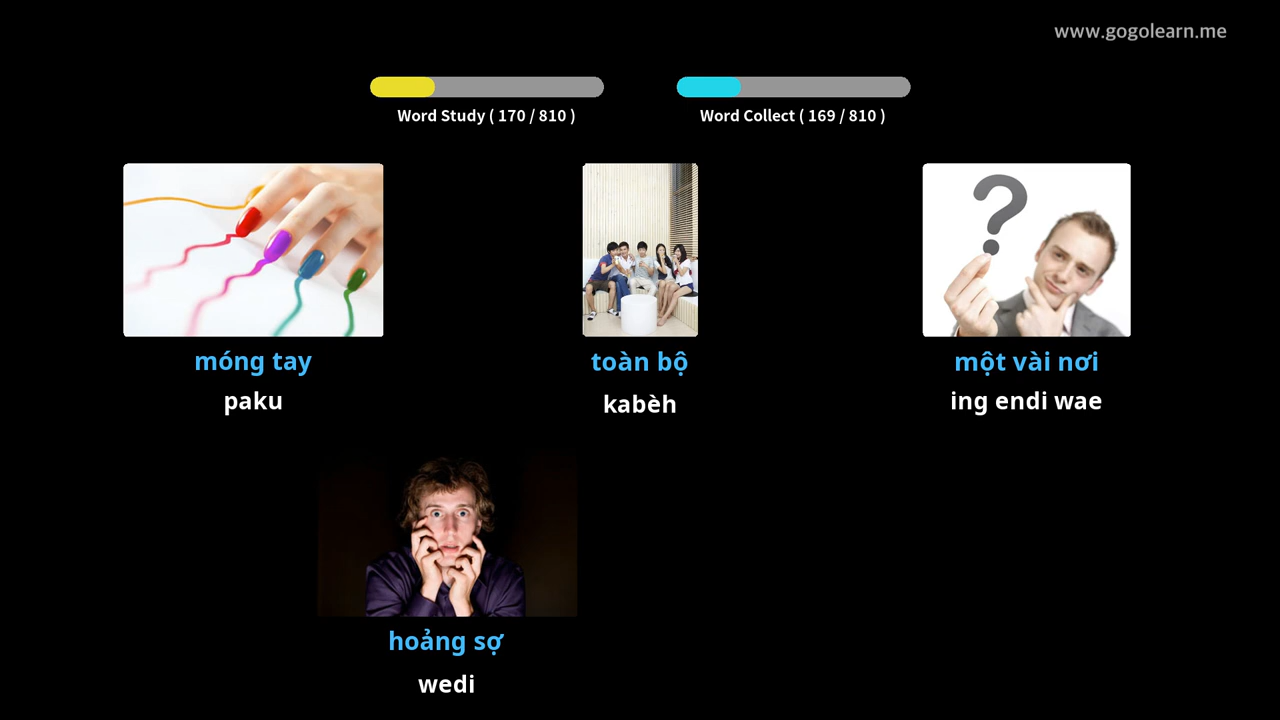 www.gogolearn.me
Word Study ( 170 / 810 )
Word Collect ( 169 / 810 )
móng tay
paku
toàn bộ
kabèh
một vài nơi
ing endi wae
hoảng sợ
wedi